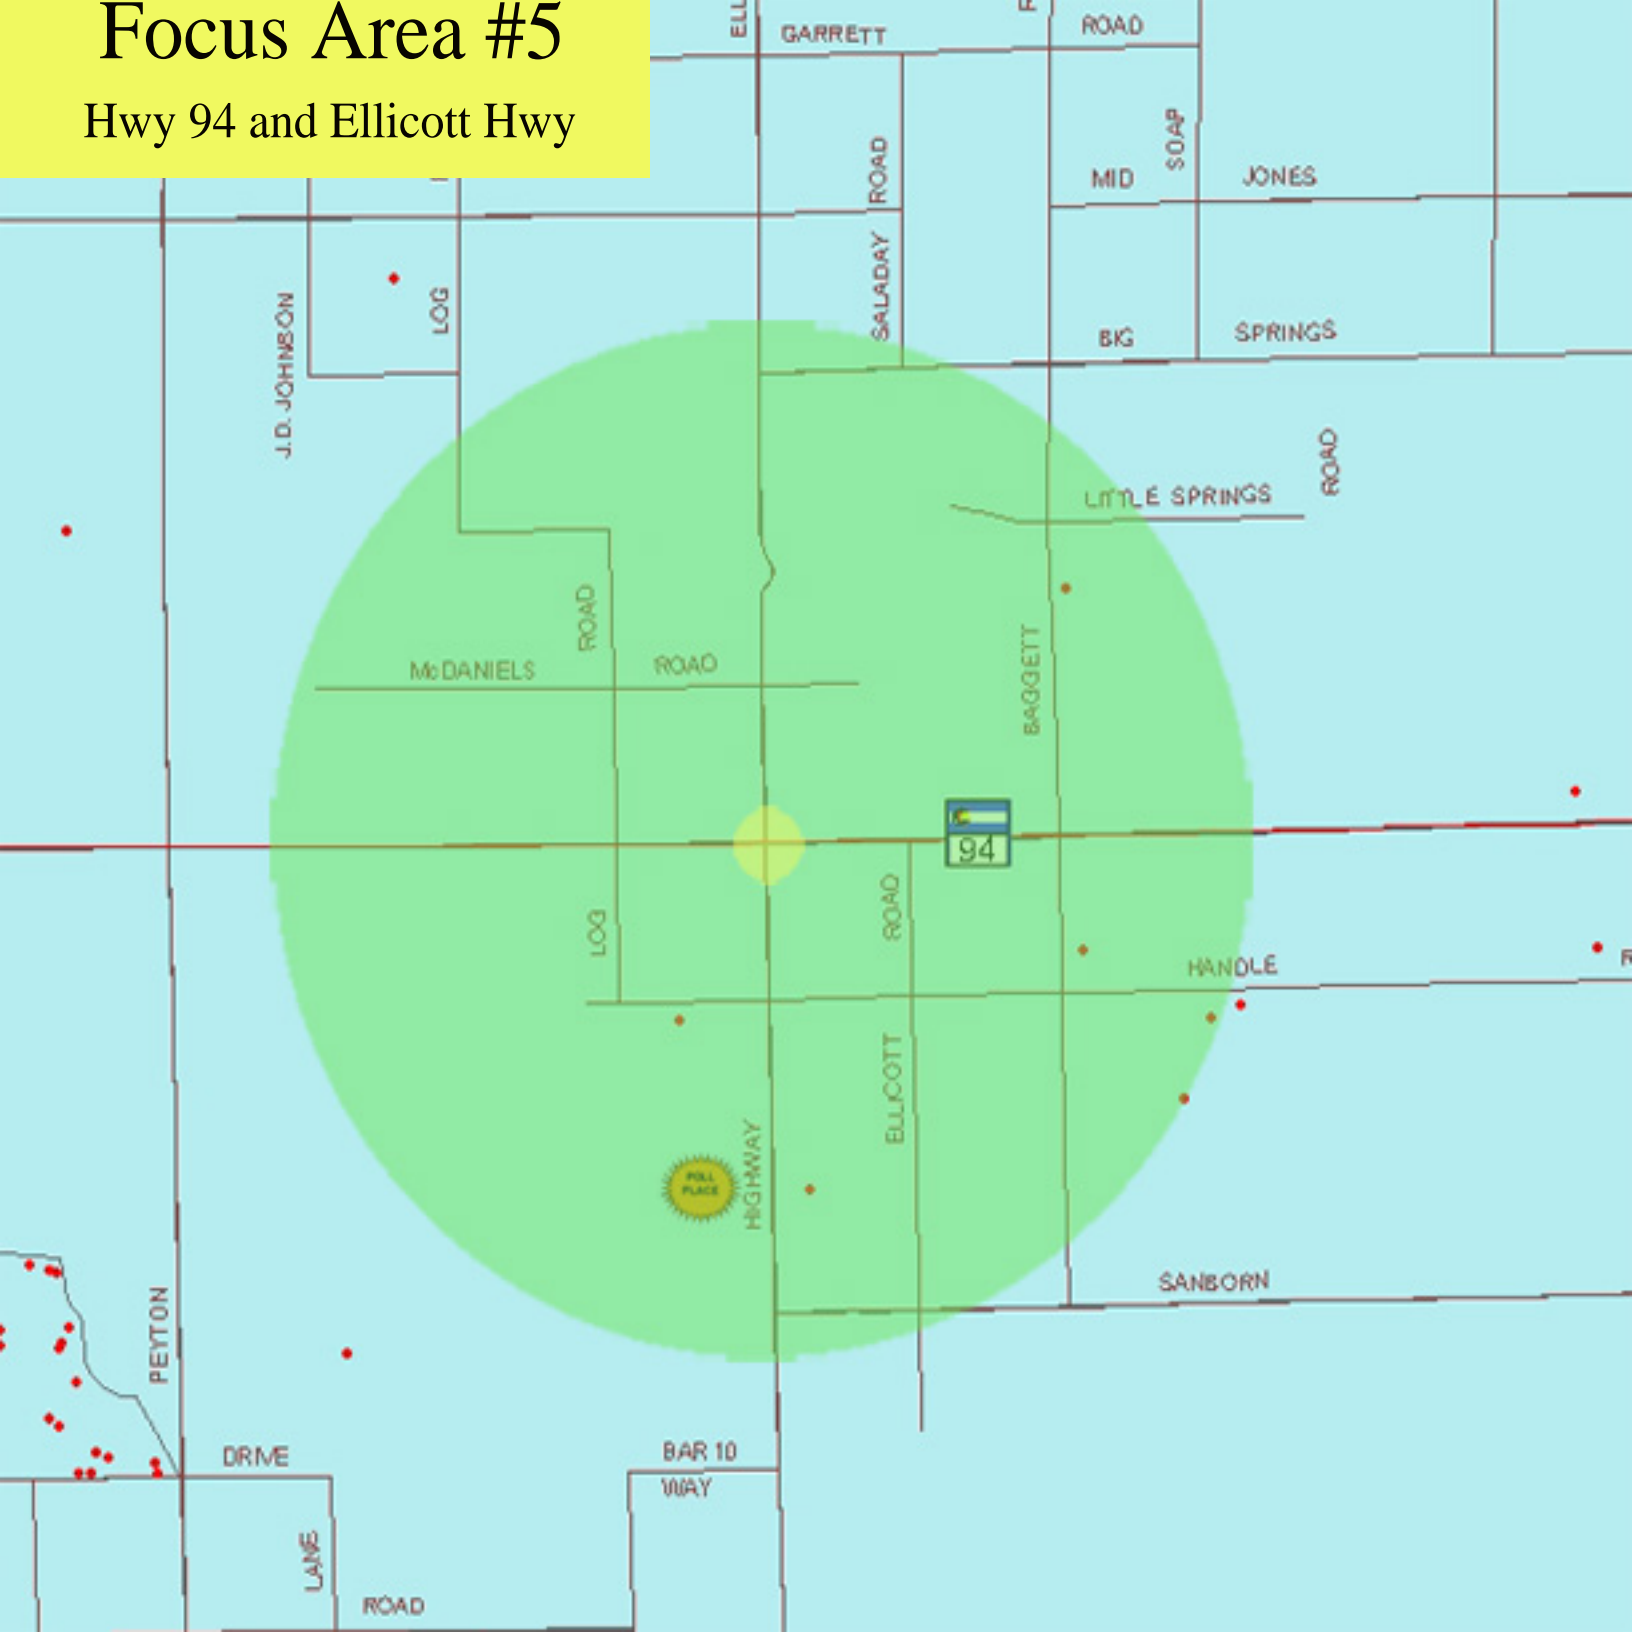 Focus Area #5
Hwy 94 and Ellicott Hwy
GARRETT
ROAD
SOAP
ROAD
MID
JONES
SALADAY
J.D. JOHNSON
LOG
BIG
SPRINGS
ROAD
LITTLE SPRINGS
ROAD
McDANIELS
ROAD
BAGGETT
94
LOG
ROAD
HANDLE
ELLICOTT
HIGHWAY
POLL
PLACE
SANBORN
PEYTON
DRIVE
BAR 10
WAY
LANE
ROAD